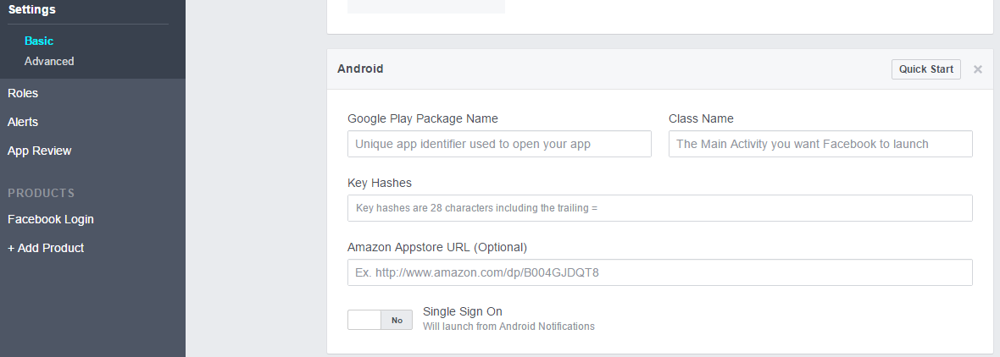 Settings
Basic
Advanced
Roles
Alerts
App Review
PRODUCTS
Facebook Login
+ Add Product
Android
Quick Start
×
Google Play Package Name
Class Name
Unique app identifier used to open your app
The Main Activity you want Facebook to launch
Key Hashes
Key hashes are 28 characters including the trailing =
Amazon Appstore URL (Optional)
Ex. http://www.amazon.com/dp/B004GJDQT8
No
Single Sign On
Will launch from Android Notifications